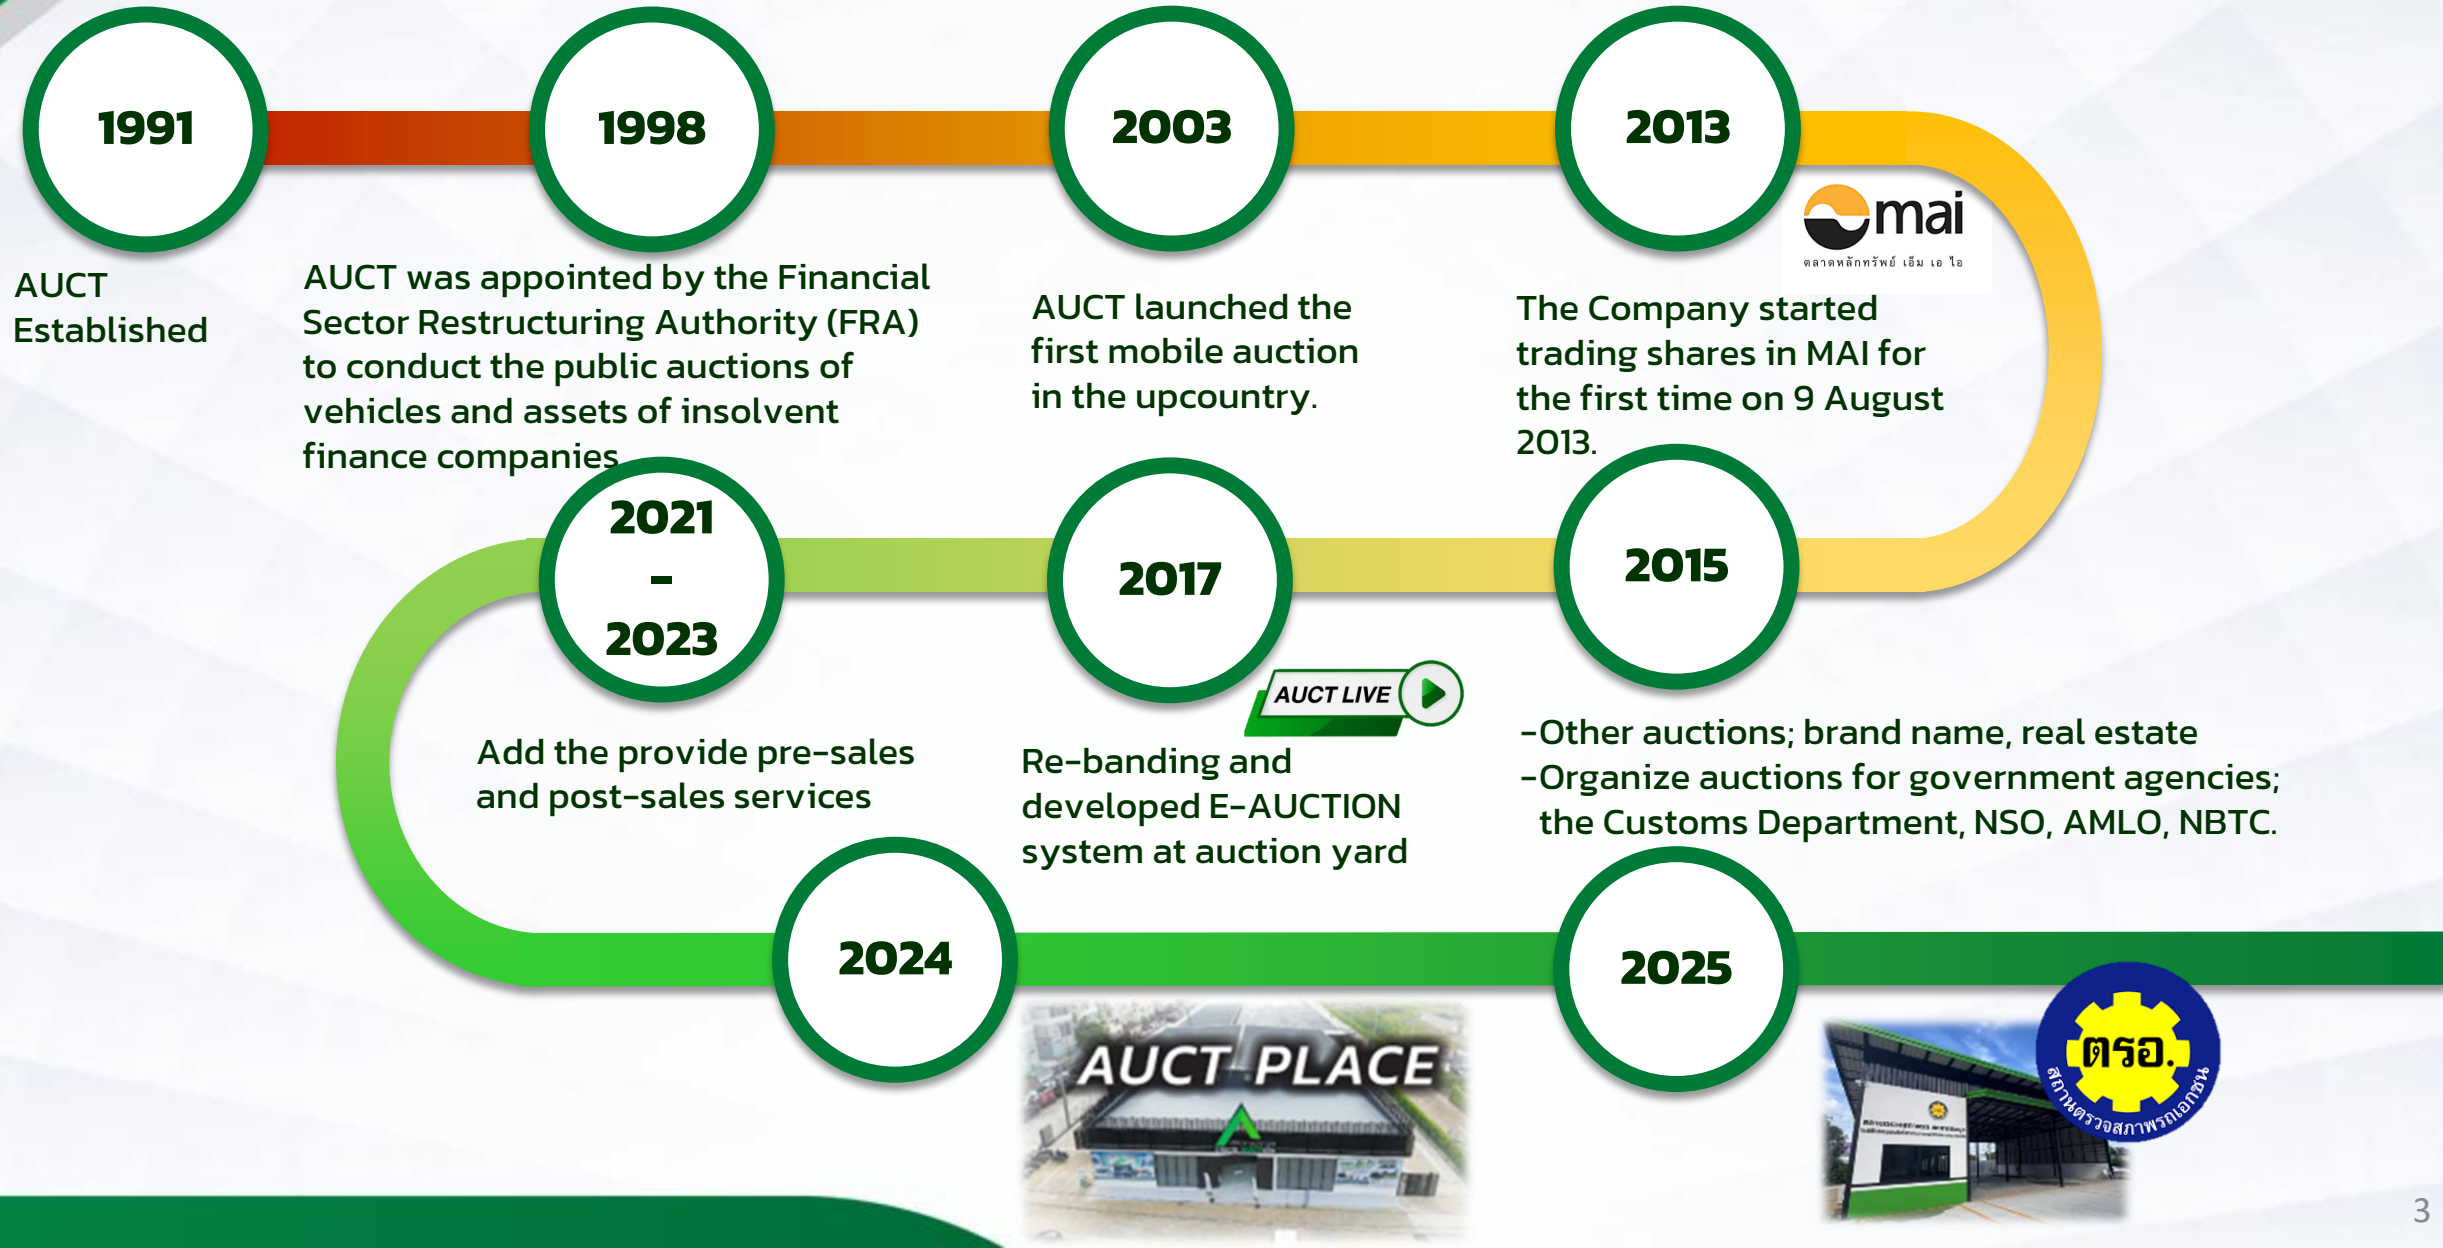 1991
1998
2003
2013
mai
ตลาดหลักทรัพย์ เอ็ม เอ ไอ
AUCT
Established
AUCT was appointed by the Financial
Sector Restructuring Authority (FRA)
to conduct the public auctions of
vehicles and assets of insolvent
finance companies
AUCT launched the
first mobile auction
in the upcountry.
The Company started
trading shares in MAI for
the first time on 9 August
2013.
2015
-Other auctions; brand name, real estate
-Organize auctions for government agencies;
the Customs Department, NSO, AMLO, NBTC.
2017
AUCT LIVE
Re-banding and
developed E-AUCTION
system at auction yard
2021
-
2023
Add the provide pre-sales
and post-sales services
2024
AUCT PLACE
2025
ตรอ.
สถานตรวจสภาพรถเอกชน
3